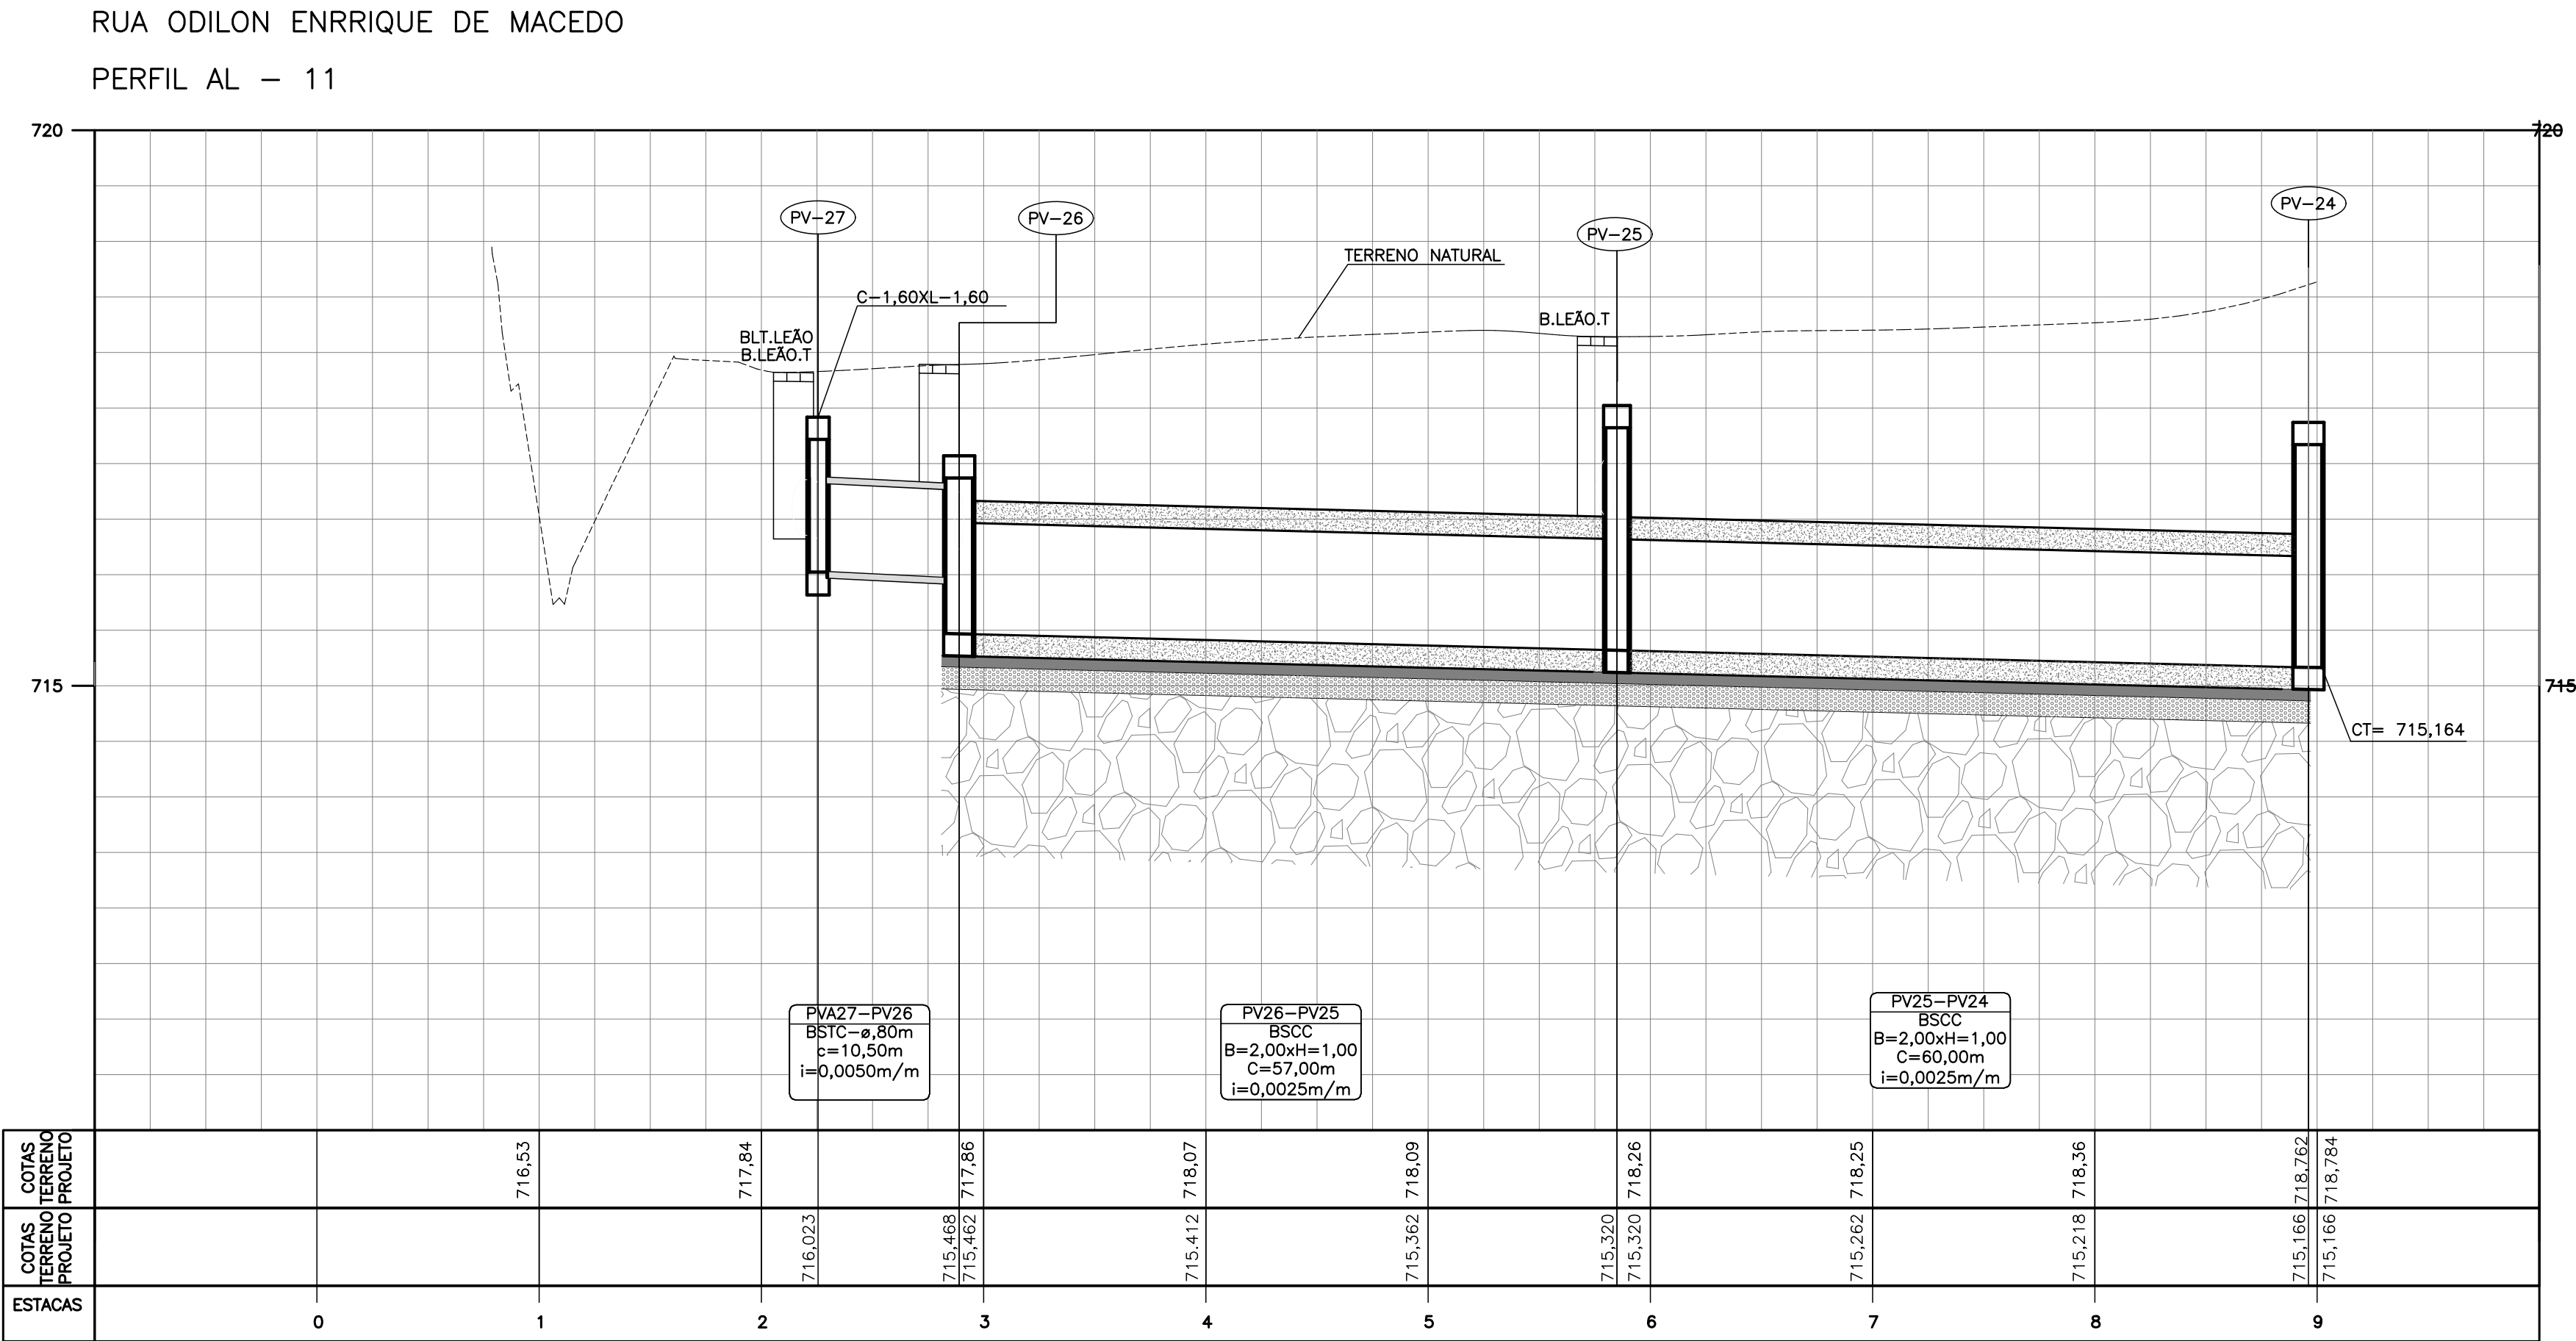 RUA ODILON ENRRIQUE DE MACEDO
PERFIL AL - 11
720
720
PV-27
PV-26
PV-25
PV-24
TERRENO NATURAL
C-1,60XL-1,60
BLT.LEÃO
B.LEÃO.T
B.LEÃO.T
715
715
CT= 715,164
PVA27-PV26
BSTC-ø,80m
c=10,50m
i=0,0050m/m
PV26-PV25
BSCC
B=2,00xH=1,00
C=57,00m
i=0,0025m/m
PV25-PV24
BSCC
B=2,00xH=1,00
C=60,00m
i=0,0025m/m
COTAS
TERRENO
PROJETO
716,53
717,84
717,86
718,07
718,09
718,26
718,25
718,36
718,762
718,784
COTAS
TERRENO
PROJETO
716,023
715,468
715,462
715.412
715,362
715,320
715,320
715,262
715,218
715,166
715,166
ESTACAS
0
1
2
3
4
5
6
7
8
9